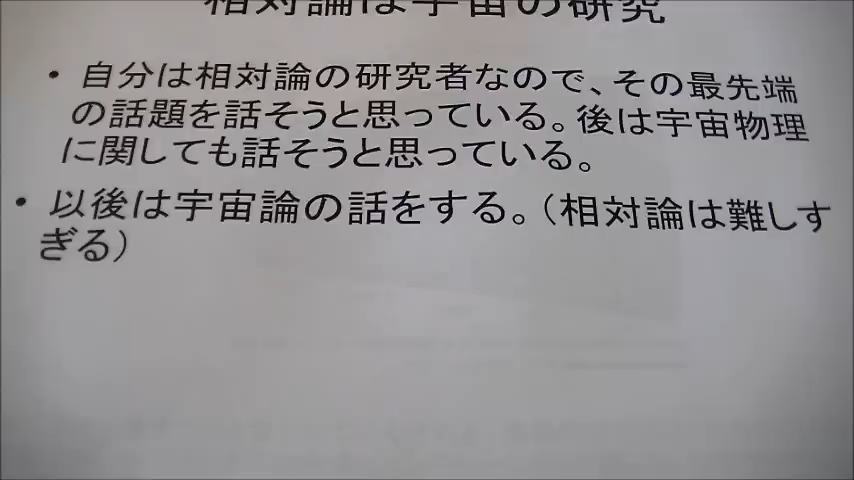 相対論は宇宙の研究
• 自分は相対論の研究者なので、その最先端
の話題を話そうと思っている。後は宇宙物理
に関しても話そうと思っている。
• 以後は宇宙論の話をする。（相対論は難しす
ぎる）